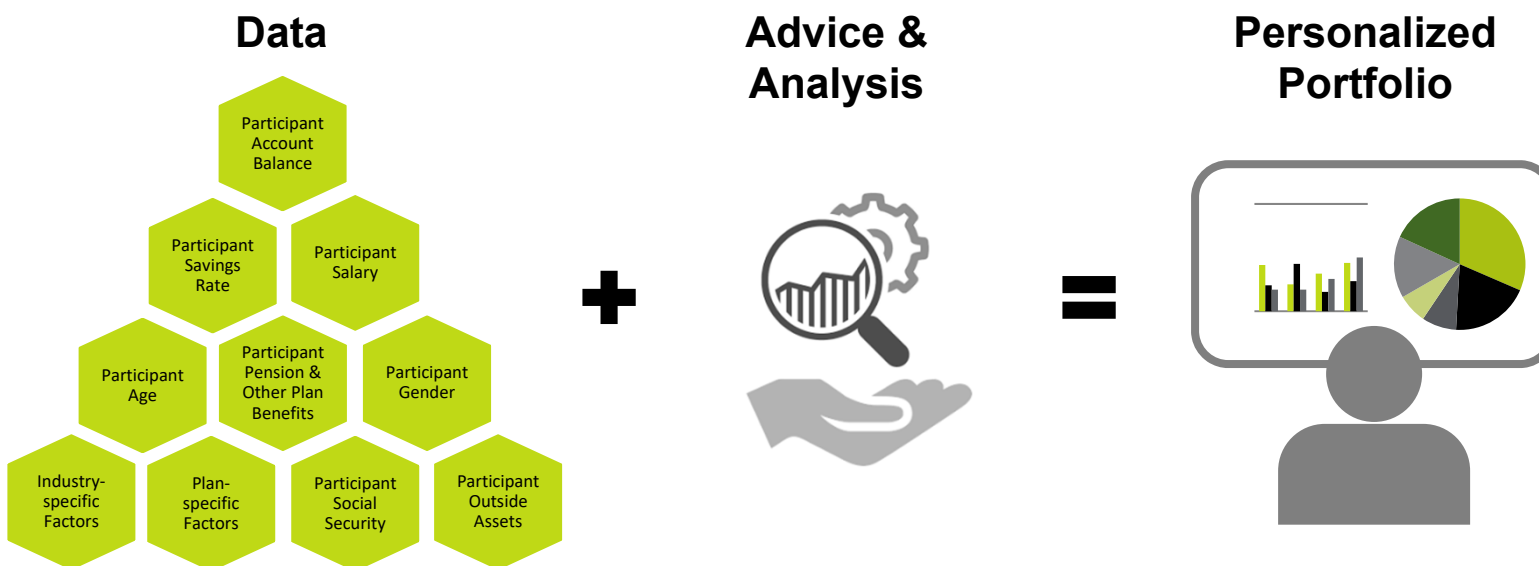 Data
Advice &
Analysis
Personalized
Portfolio
Participant
Account
Balance
Participant
Savings
Rate
Participant
Salary
Participant
Age
Participant
Pension &
Other Plan
Benefits
Participant
Gender
Industry-
specific
Factors
Plan-
specific
Factors
Participant
Social
Security
Participant
Outside
Assets